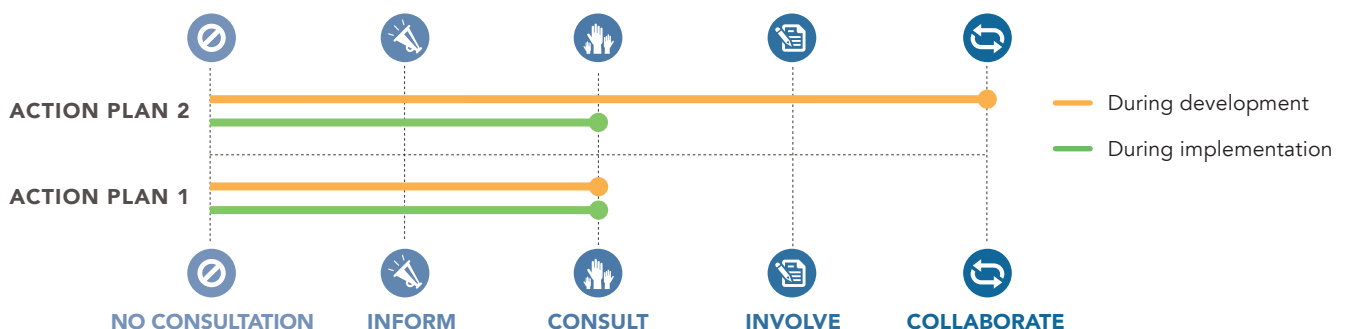 ACTION PLAN 2
During development
During implementation
ACTION PLAN 1
NO CONSULTATION INFORM CONSULT INVOLVE COLLABORATE